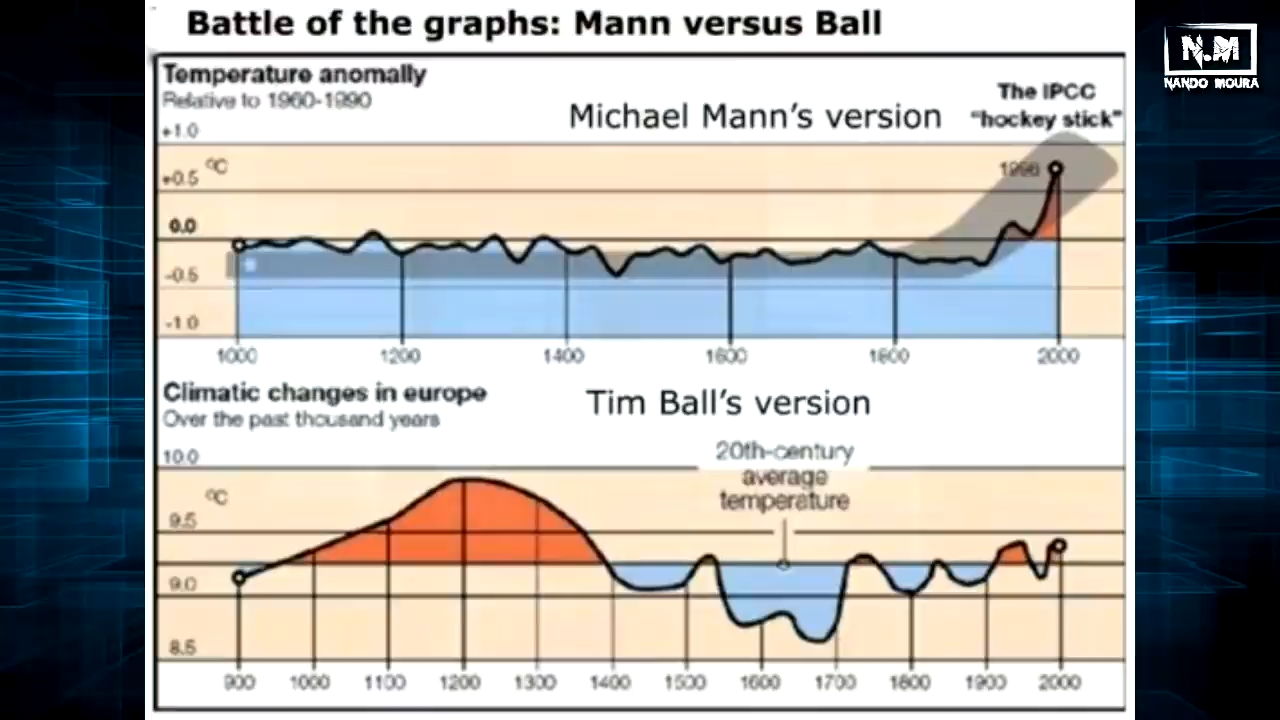 Battle of the graphs: Mann versus Ball
N.M
NANDO MOURA
Temperature anomally
Relative to 1960-1990
Michael Mann's version
The IPCC
"hockey stick"
+1.0
°C
+0.5
1998
0.0
-0.5
-1.0
1000 1200 1400 1600 1800 2000
Climatic changes in europe
Over the past thousand years
Tim Ball's version
10.0
20th-century
average
temperature
°C
9.5
9.0
8.5
900 1000 1100 1200 1300 1400 1500 1600 1700 1800 1900 2000